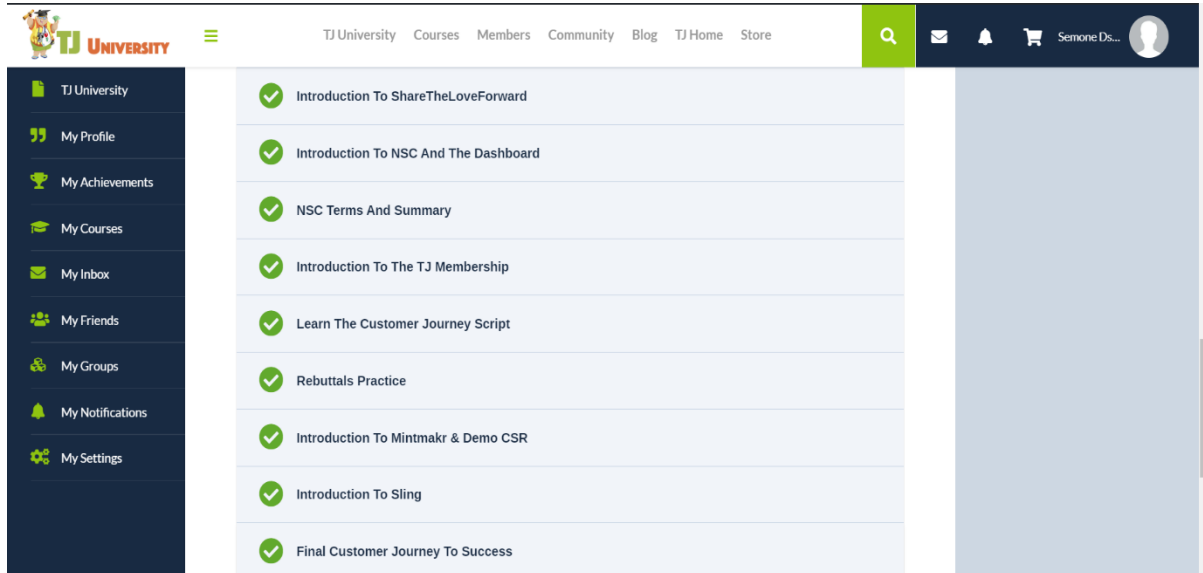 TJ UNIVERSITY
TJ University Courses Members Community Blog TJ Home Store
Semone Ds...
TJ University
My Profile
My Achievements
My Courses
My Inbox
My Friends
My Groups
My Notifications
My Settings
Introduction To ShareTheLoveForward
Introduction To NSC And The Dashboard
NSC Terms And Summary
Introduction To The TJ Membership
Learn The Customer Journey Script
Rebuttals Practice
Introduction To Mintmakr & Demo CSR
Introduction To Sling
Final Customer Journey To Success